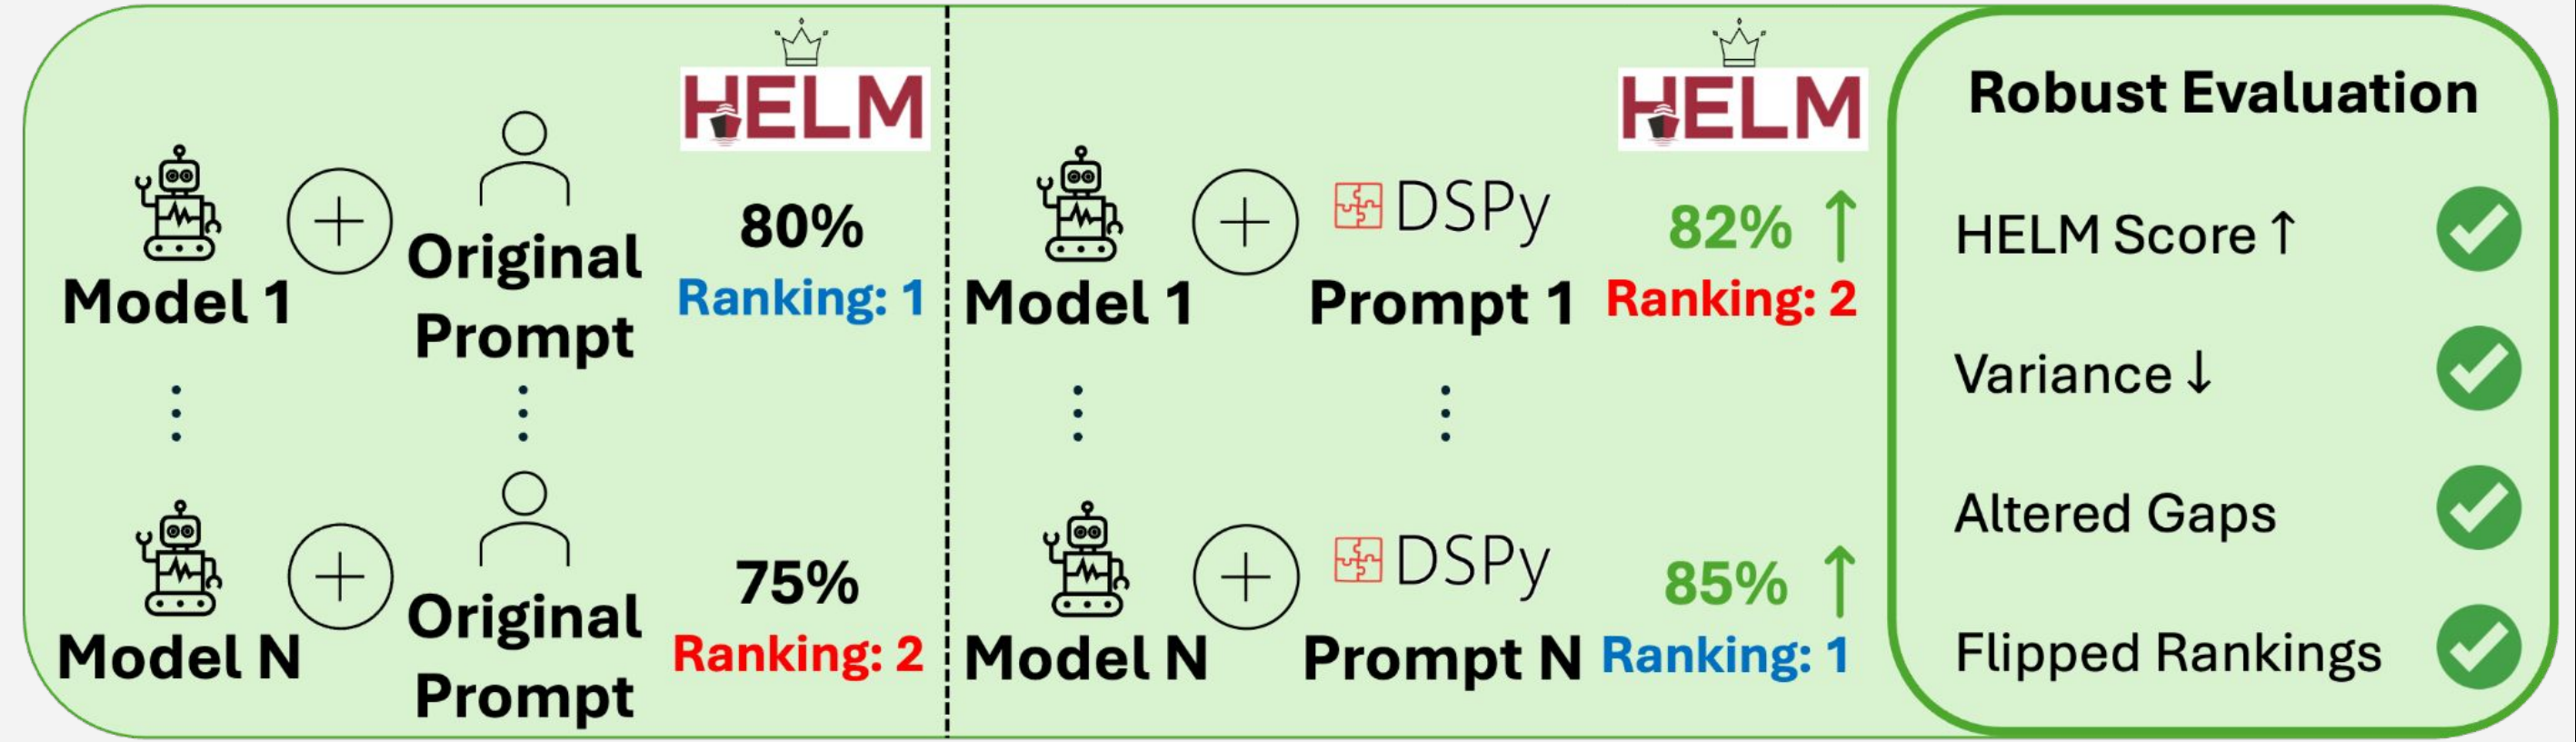 HELM
80%
Ranking: 1
Model 1
Original
Prompt
75%
Ranking: 2
Model N
Original
Prompt
HELM
DSPy
82% ↑
Model 1
Prompt 1
Ranking: 2
DSPy
85% ↑
Model N
Prompt N
Ranking: 1
Robust Evaluation
HELM Score ↑
Variance ↓
Altered Gaps
Flipped Rankings